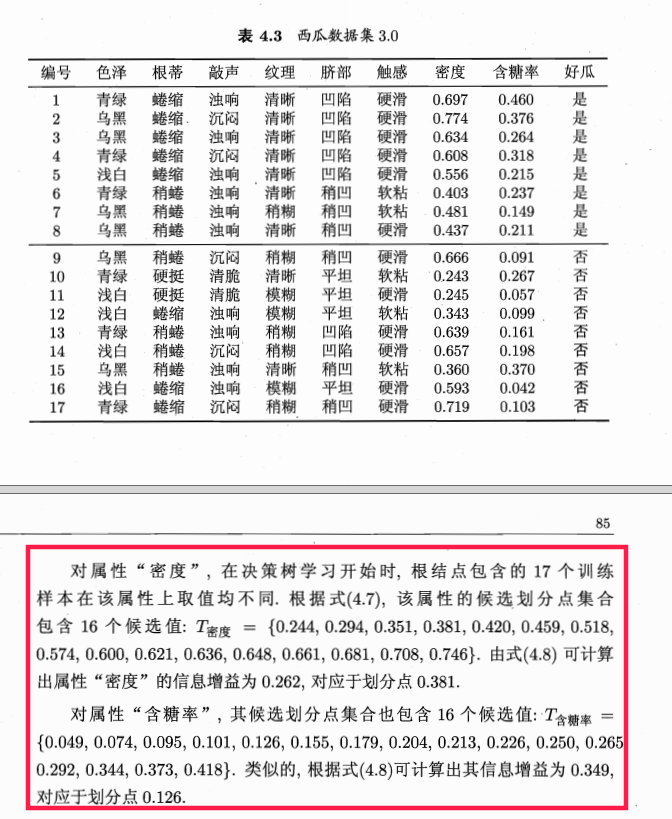 表 4.3 西瓜数据集 3.0
编号 色泽 根蒂 敲声 纹理 脐部 触感 密度 含糖率 好瓜
1 青绿 蜷缩 浊响 清晰 凹陷 硬滑 0.697 0.460 是
2 乌黑 蜷缩 沉闷 清晰 凹陷 硬滑 0.774 0.376 是
3 乌黑 蜷缩 浊响 清晰 凹陷 硬滑 0.634 0.264 是
4 青绿 蜷缩 沉闷 清晰 凹陷 硬滑 0.608 0.318 是
5 浅白 蜷缩 浊响 清晰 凹陷 硬滑 0.556 0.215 是
6 青绿 稍蜷 浊响 清晰 稍凹 软粘 0.403 0.237 是
7 乌黑 稍蜷 浊响 稍糊 稍凹 软粘 0.481 0.149 是
8 乌黑 稍蜷 浊响 清晰 稍凹 硬滑 0.437 0.211 是
9 乌黑 稍蜷 沉闷 稍糊 稍凹 硬滑 0.666 0.091 否
10 青绿 硬挺 清脆 清晰 平坦 软粘 0.243 0.267 否
11 浅白 硬挺 清脆 模糊 平坦 硬滑 0.245 0.057 否
12 浅白 蜷缩 浊响 模糊 平坦 软粘 0.343 0.099 否
13 青绿 稍蜷 浊响 稍糊 凹陷 硬滑 0.639 0.161 否
14 浅白 稍蜷 沉闷 稍糊 凹陷 硬滑 0.657 0.198 否
15 乌黑 稍蜷 浊响 清晰 稍凹 软粘 0.360 0.370 否
16 浅白 蜷缩 浊响 模糊 平坦 硬滑 0.593 0.042 否
17 青绿 蜷缩 沉闷 稍糊 稍凹 硬滑 0.719 0.103 否
85
对属性“密度”, 在决策树学习开始时, 根结点包含的 17 个训练
样本在该属性上取值均不同. 根据式(4.7), 该属性的候选划分点集合
包含 16 个候选值: T密度 = {0.244, 0.294, 0.351, 0.381, 0.420, 0.459, 0.518,
0.574, 0.600, 0.621, 0.636, 0.648, 0.661, 0.681, 0.708, 0.746}. 由式(4.8) 可计算
出属性“密度”的信息增益为 0.262, 对应于划分点 0.381.
对属性“含糖率”, 其候选划分点集合也包含 16 个候选值: T含糖率 =
{0.049, 0.074, 0.095, 0.101, 0.126, 0.155, 0.179, 0.204, 0.213, 0.226, 0.250, 0.265
0.292, 0.344, 0.373, 0.418}. 类似的, 根据式(4.8)可计算出其信息增益为 0.349,
对应于划分点 0.126.